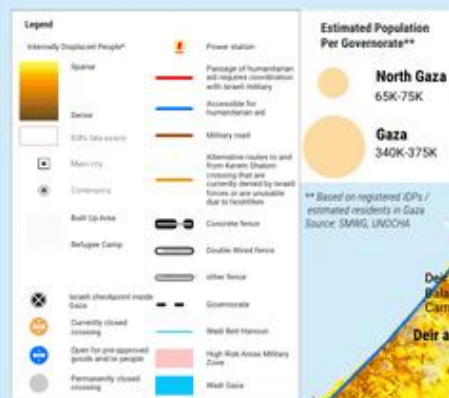 Legend
Internally Displaced People*
Sparse
Dense
IDPs data extent
Main city
Community
Built Up Area
Refugee Camp
Israeli checkpoint inside
Gaza
Currently closed
crossing
Open for pre-approved
goods and/or people
Permanently closed
crossing
Power station
Passage of humanitarian
aid requires coordination
with Israeli military
Accessible for
humanitarian aid
Military road
Alternative routes to and
from Kerem Shalom
crossing that are
currently denied by Israeli
forces or are unusable
due to hostilities
Concrete fence
Double Wired fence
other fence
Governorate
Wadi Beit Hanoun
High Risk Areas Military
Zone
Wadi Gaza
Estimated Population
Per Governorate**
North Gaza
65K-75K
Gaza
340K-375K
** Based on registered IDPs /
estimated residents in Gaza
Source: SMWG, UNOCHA
Deir
Bala
Cam
Deir a